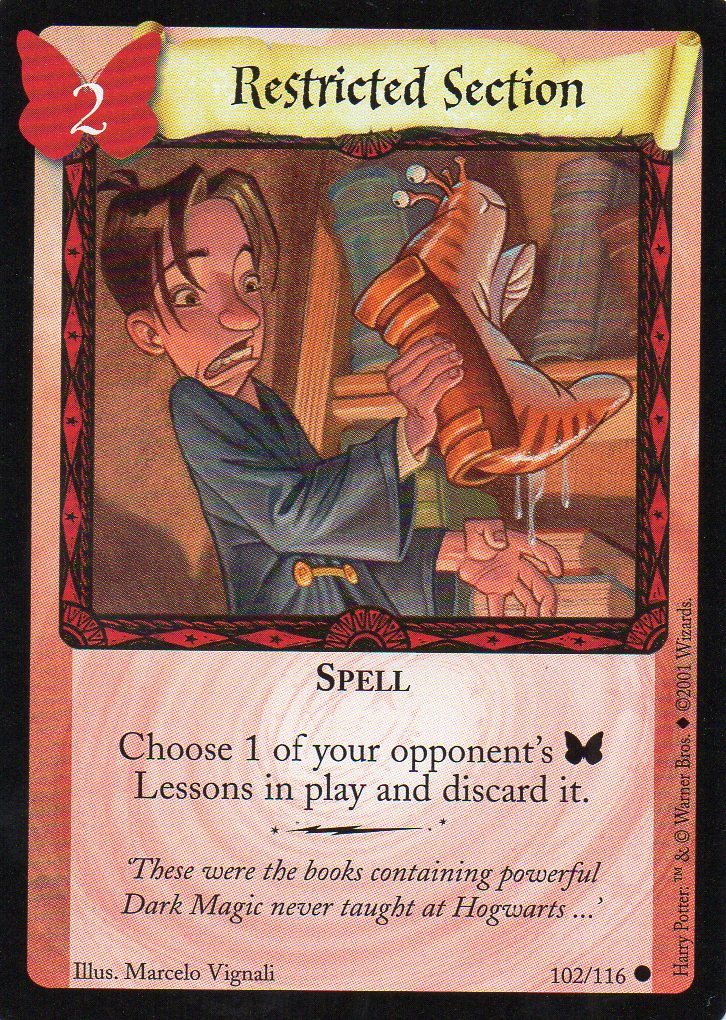 2
Restricted Section
SPELL
Choose 1 of your opponent's
Lessons in play and discard it.
'These were the books containing powerful
Dark Magic never taught at Hogwarts ...'
Illus. Marcelo Vignali
102/116
Harry Potter: ™ & © Warner Bros. ◆ ©2001 Wizards.